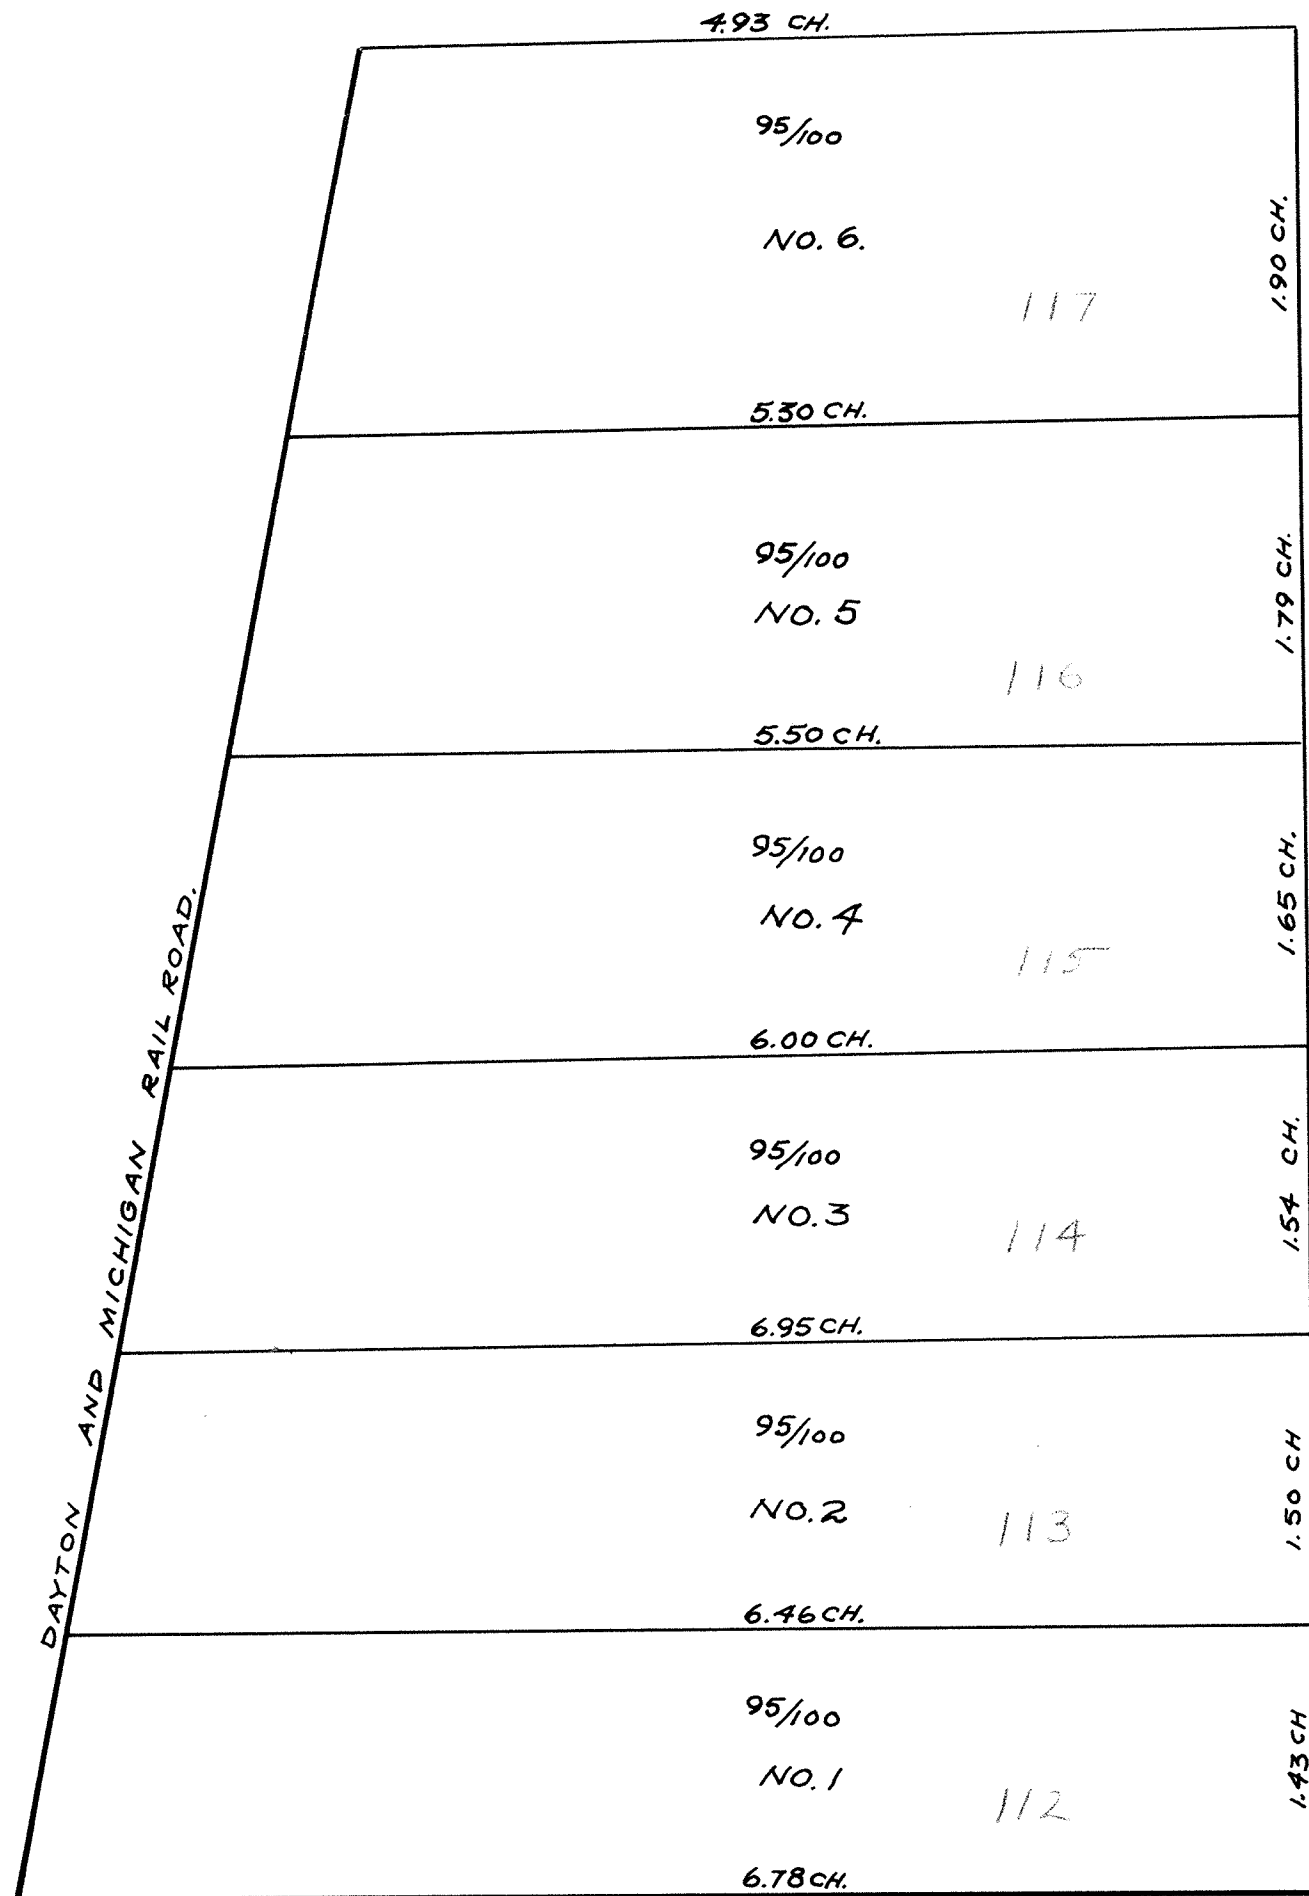 4.93 CH.
95/100
NO. 6.
117
1.90 CH.
5.30 CH.
95/100
NO. 5
116
1.79 CH.
5.50 CH.
95/100
NO. 4
115
1.65 CH.
6.00 CH.
95/100
NO. 3
114
1.54 CH.
6.95 CH.
95/100
NO. 2
113
1.50 CH
6.46 CH.
95/100
NO. 1
112
1.43 CH
6.78 CH.
DAYTON AND MICHIGAN RAIL ROAD.